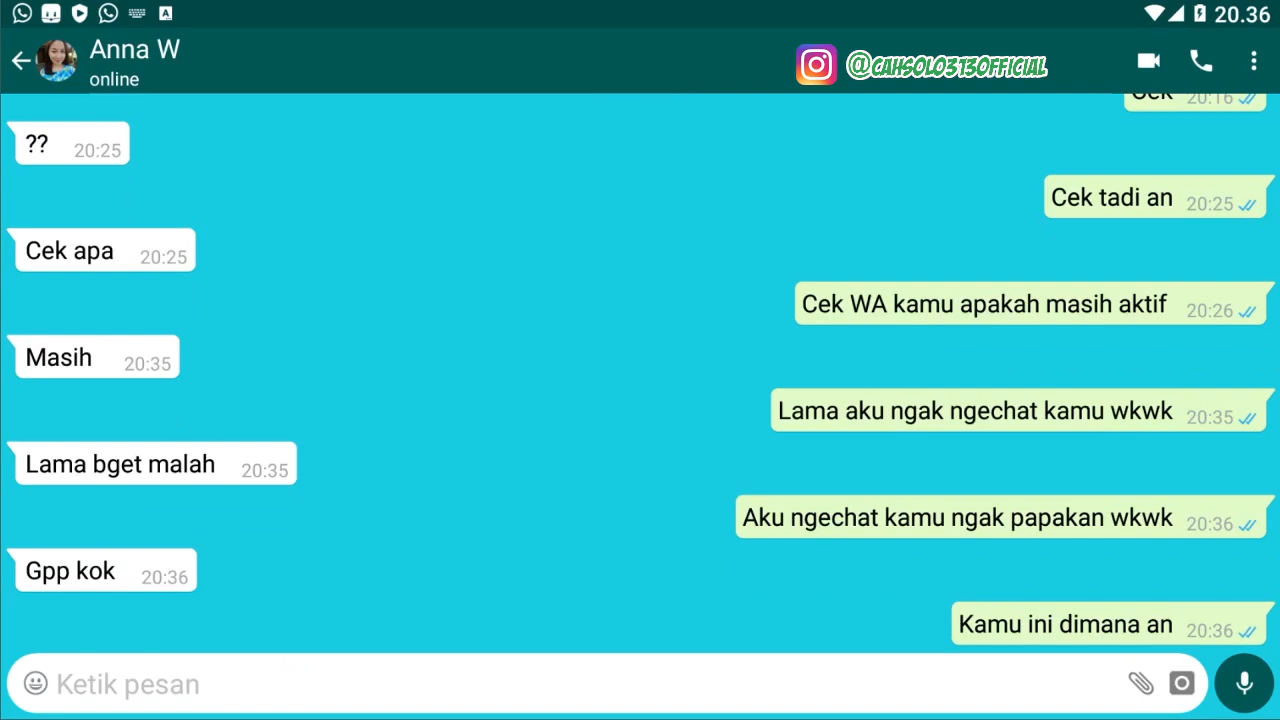 20.36
Anna W
online
@CAHSOLO313OFFICIAL
Cek 20:16
?? 20:25
Cek tadi an 20:25
Cek apa 20:25
Cek WA kamu apakah masih aktif 20:26
Masih 20:35
Lama aku ngak ngechat kamu wkwk 20:35
Lama bget malah 20:35
Aku ngechat kamu ngak papakan wkwk 20:36
Gpp kok 20:36
Kamu ini dimana an 20:36
Ketik pesan